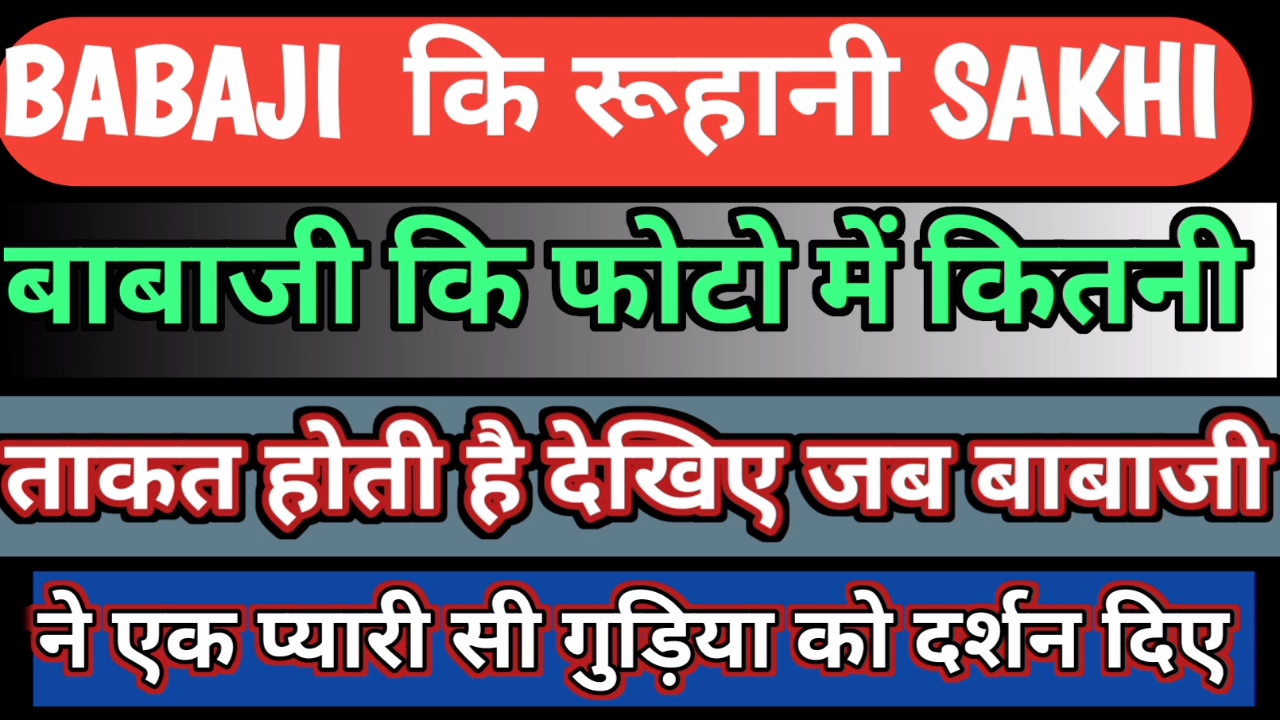 BABAJI कि रूहानी SAKHI
बाबाजी कि फोटो में कितनी
ताकत होती है देखिए जब बाबाजी
ने एक प्यारी सी गुड़िया को दर्शन दिए